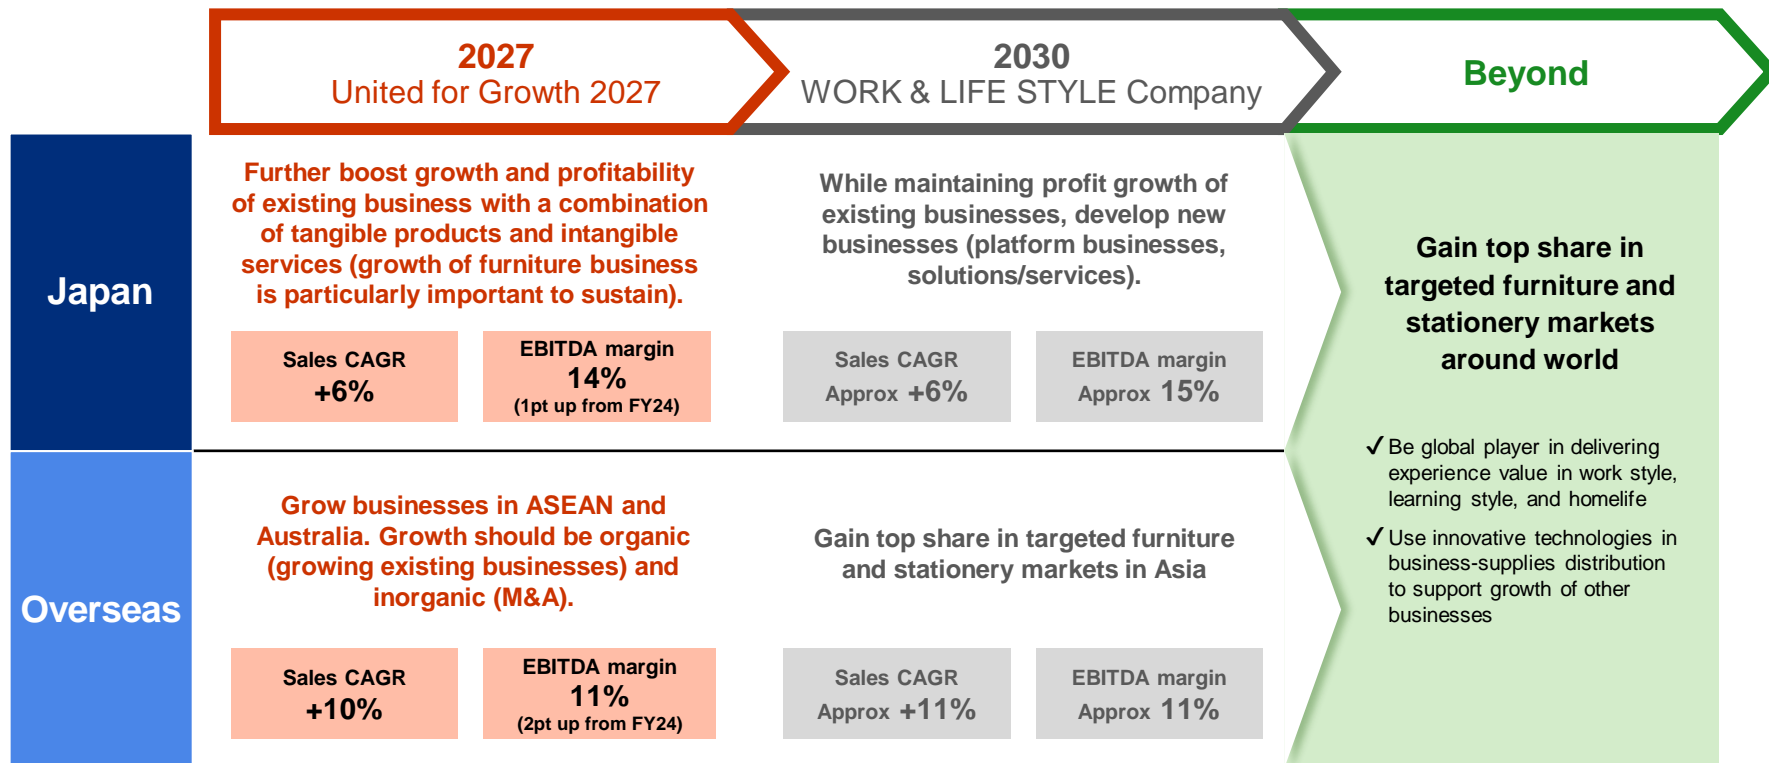 2027
United for Growth 2027
2030
WORK & LIFE STYLE Company
Beyond
Japan
Further boost growth and profitability
of existing business with a combination
of tangible products and intangible
services (growth of furniture business
is particularly important to sustain).
Sales CAGR
+6%
EBITDA margin
14%
(1pt up from FY24)
While maintaining profit growth of
existing businesses, develop new
businesses (platform businesses,
solutions/services).
Sales CAGR
Approx +6%
EBITDA margin
Approx 15%
Overseas
Grow businesses in ASEAN and
Australia. Growth should be organic
(growing existing businesses) and
inorganic (M&A).
Sales CAGR
+10%
EBITDA margin
11%
(2pt up from FY24)
Gain top share in targeted furniture
and stationery markets in Asia
Sales CAGR
Approx +11%
EBITDA margin
Approx 11%
Gain top share in
targeted furniture and
stationery markets
around world
✓ Be global player in delivering
experience value in work style,
learning style, and homelife
✓ Use innovative technologies in
business-supplies distribution
to support growth of other
businesses